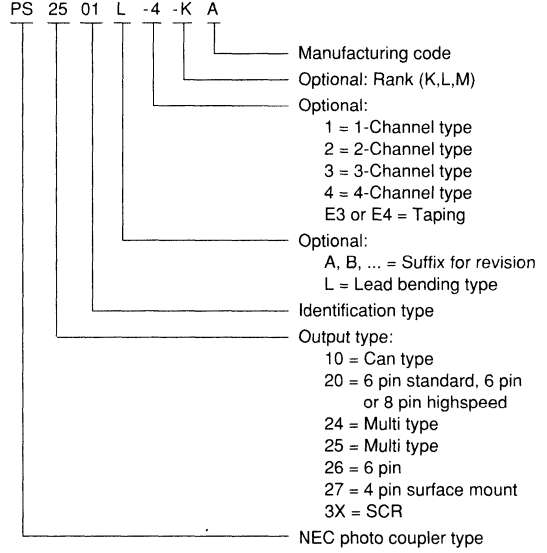 PS 25 01 L -4 -K A
Manufacturing code
Optional: Rank (K,L,M)
Optional:
1 = 1-Channel type
2 = 2-Channel type
3 = 3-Channel type
4 = 4-Channel type
E3 or E4 = Taping
Optional:
A, B, ... = Suffix for revision
L = Lead bending type
Identification type
Output type:
10 = Can type
20 = 6 pin standard, 6 pin
or 8 pin highspeed
24 = Multi type
25 = Multi type
26 = 6 pin
27 = 4 pin surface mount
3X = SCR
NEC photo coupler type